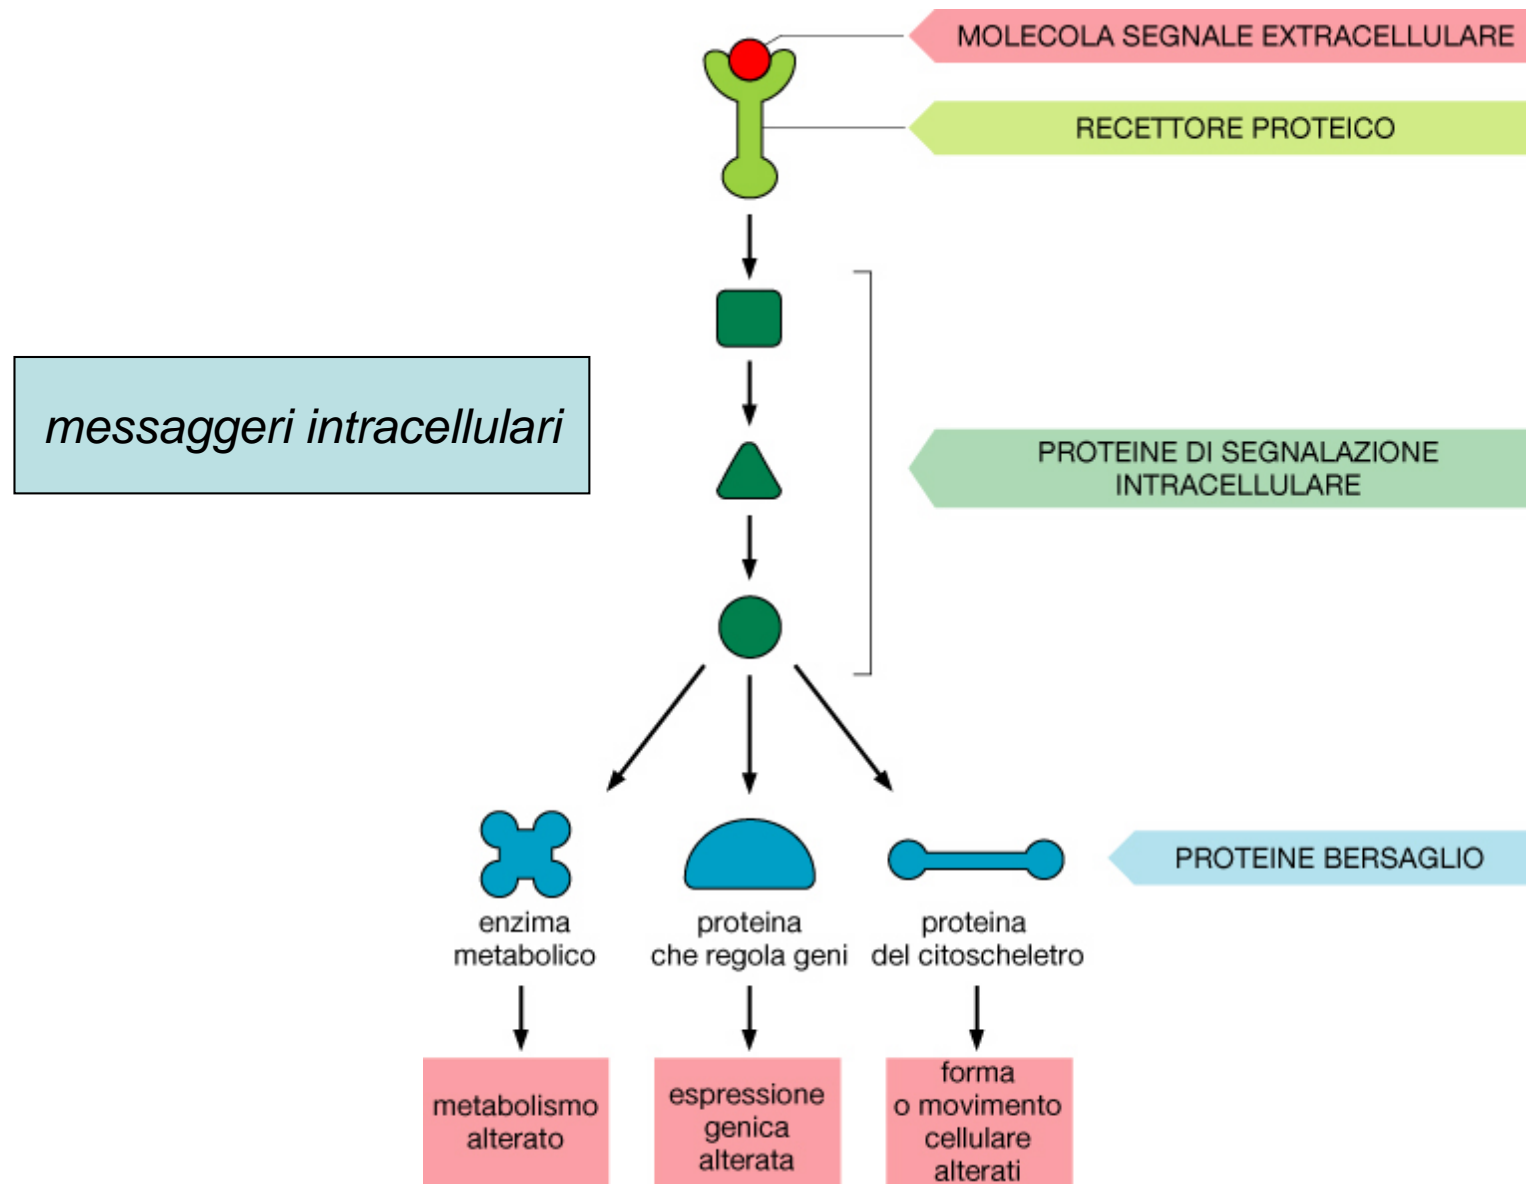 MOLECOLA SEGNALE EXTRACELLULARE
RECETTORE PROTEICO
messaggeri intracellulari
PROTEINE DI SEGNALAZIONE
INTRACELLULARE
PROTEINE BERSAGLIO
enzima
metabolico
proteina
che regola geni
proteina
del citoscheletro
metabolismo
alterato
espressione
genica
alterata
forma
o movimento
cellulare
alterati